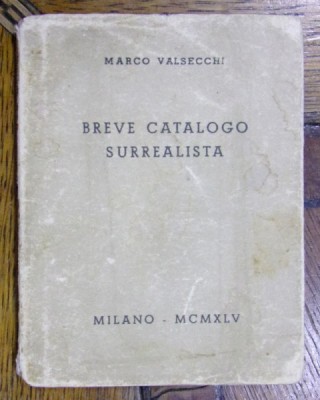 MARCO VALSECCHI
BREVE CATALOGO
SURREALISTA
MILANO - MCMXLV